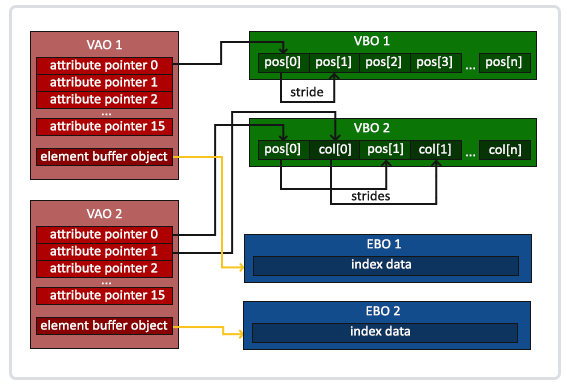 VAO 1
attribute pointer 0
attribute pointer 1
attribute pointer 2
...
attribute pointer 15
element buffer object
VBO 1
pos[0] pos[1] pos[2] pos[3] ... pos[n]
stride
VBO 2
pos[0] col[0] pos[1] col[1] ... col[n]
strides
VAO 2
attribute pointer 0
attribute pointer 1
attribute pointer 2
...
attribute pointer 15
element buffer object
EBO 1
index data
EBO 2
index data